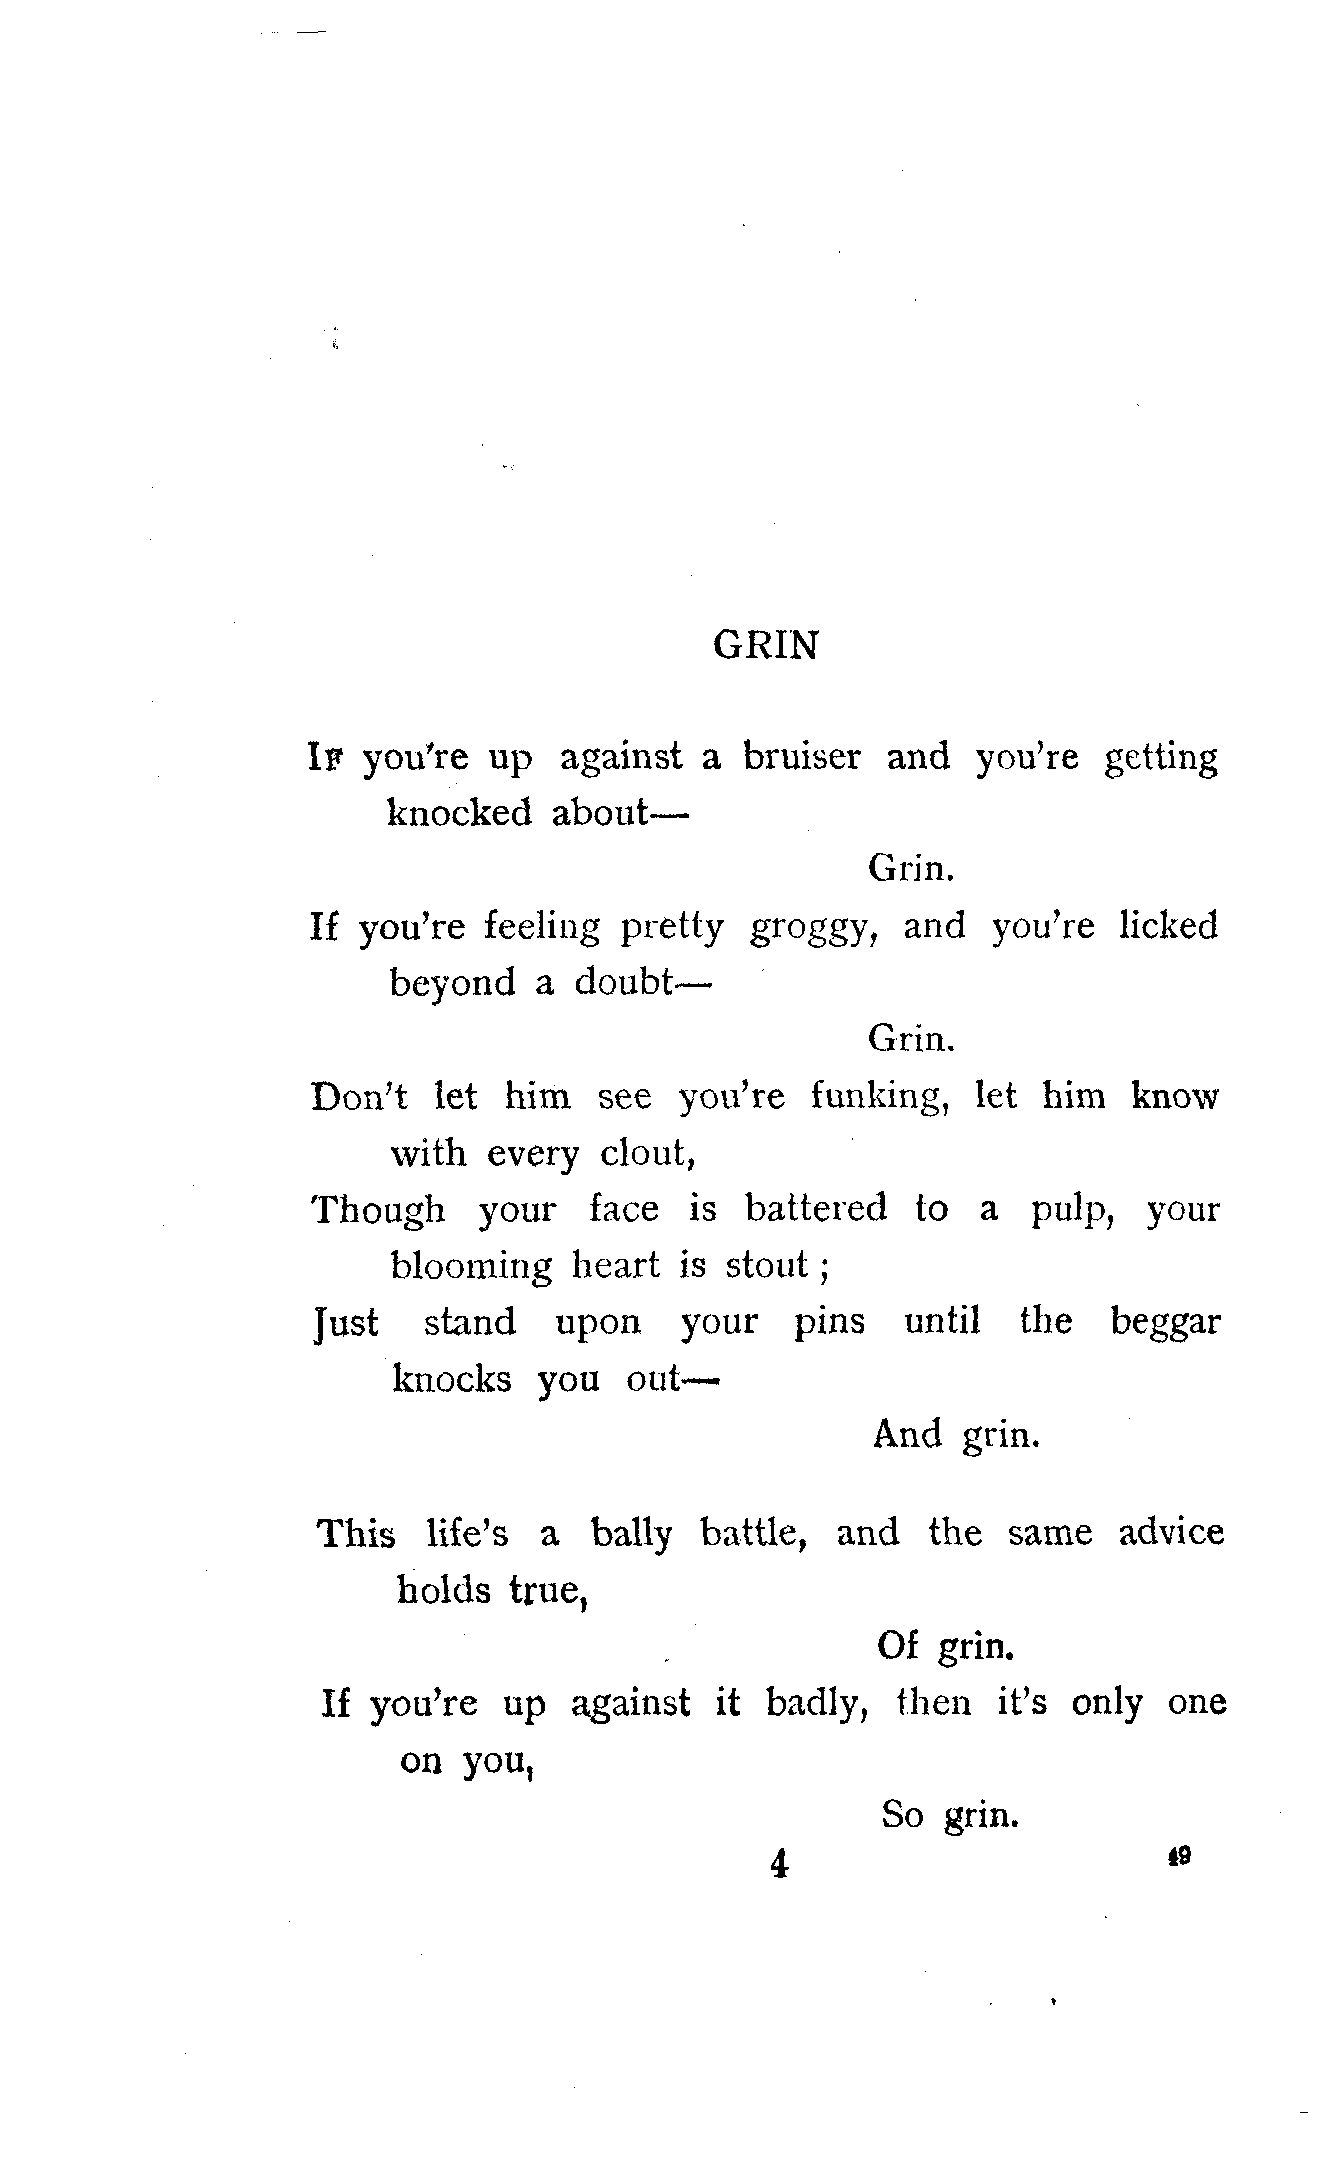 GRIN
IF you're up against a bruiser and you're getting
knocked about—
Grin.
If you're feeling pretty groggy, and you're licked
beyond a doubt—
Grin.
Don't let him see you're funking, let him know
with every clout,
Though your face is battered to a pulp, your
blooming heart is stout ;
Just stand upon your pins until the beggar
knocks you out—
And grin.
This life's a bally battle, and the same advice
holds true,
Of grin.
If you're up against it badly, then it's only one
on you,
So grin.
4 49